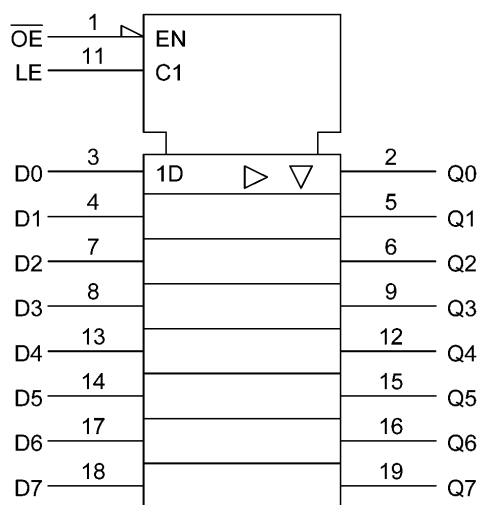 OE 1 EN
LE 11 C1
D0 3 1D 2 Q0
D1 4 5 Q1
D2 7 6 Q2
D3 8 9 Q3
D4 13 12 Q4
D5 14 15 Q5
D6 17 16 Q6
D7 18 19 Q7